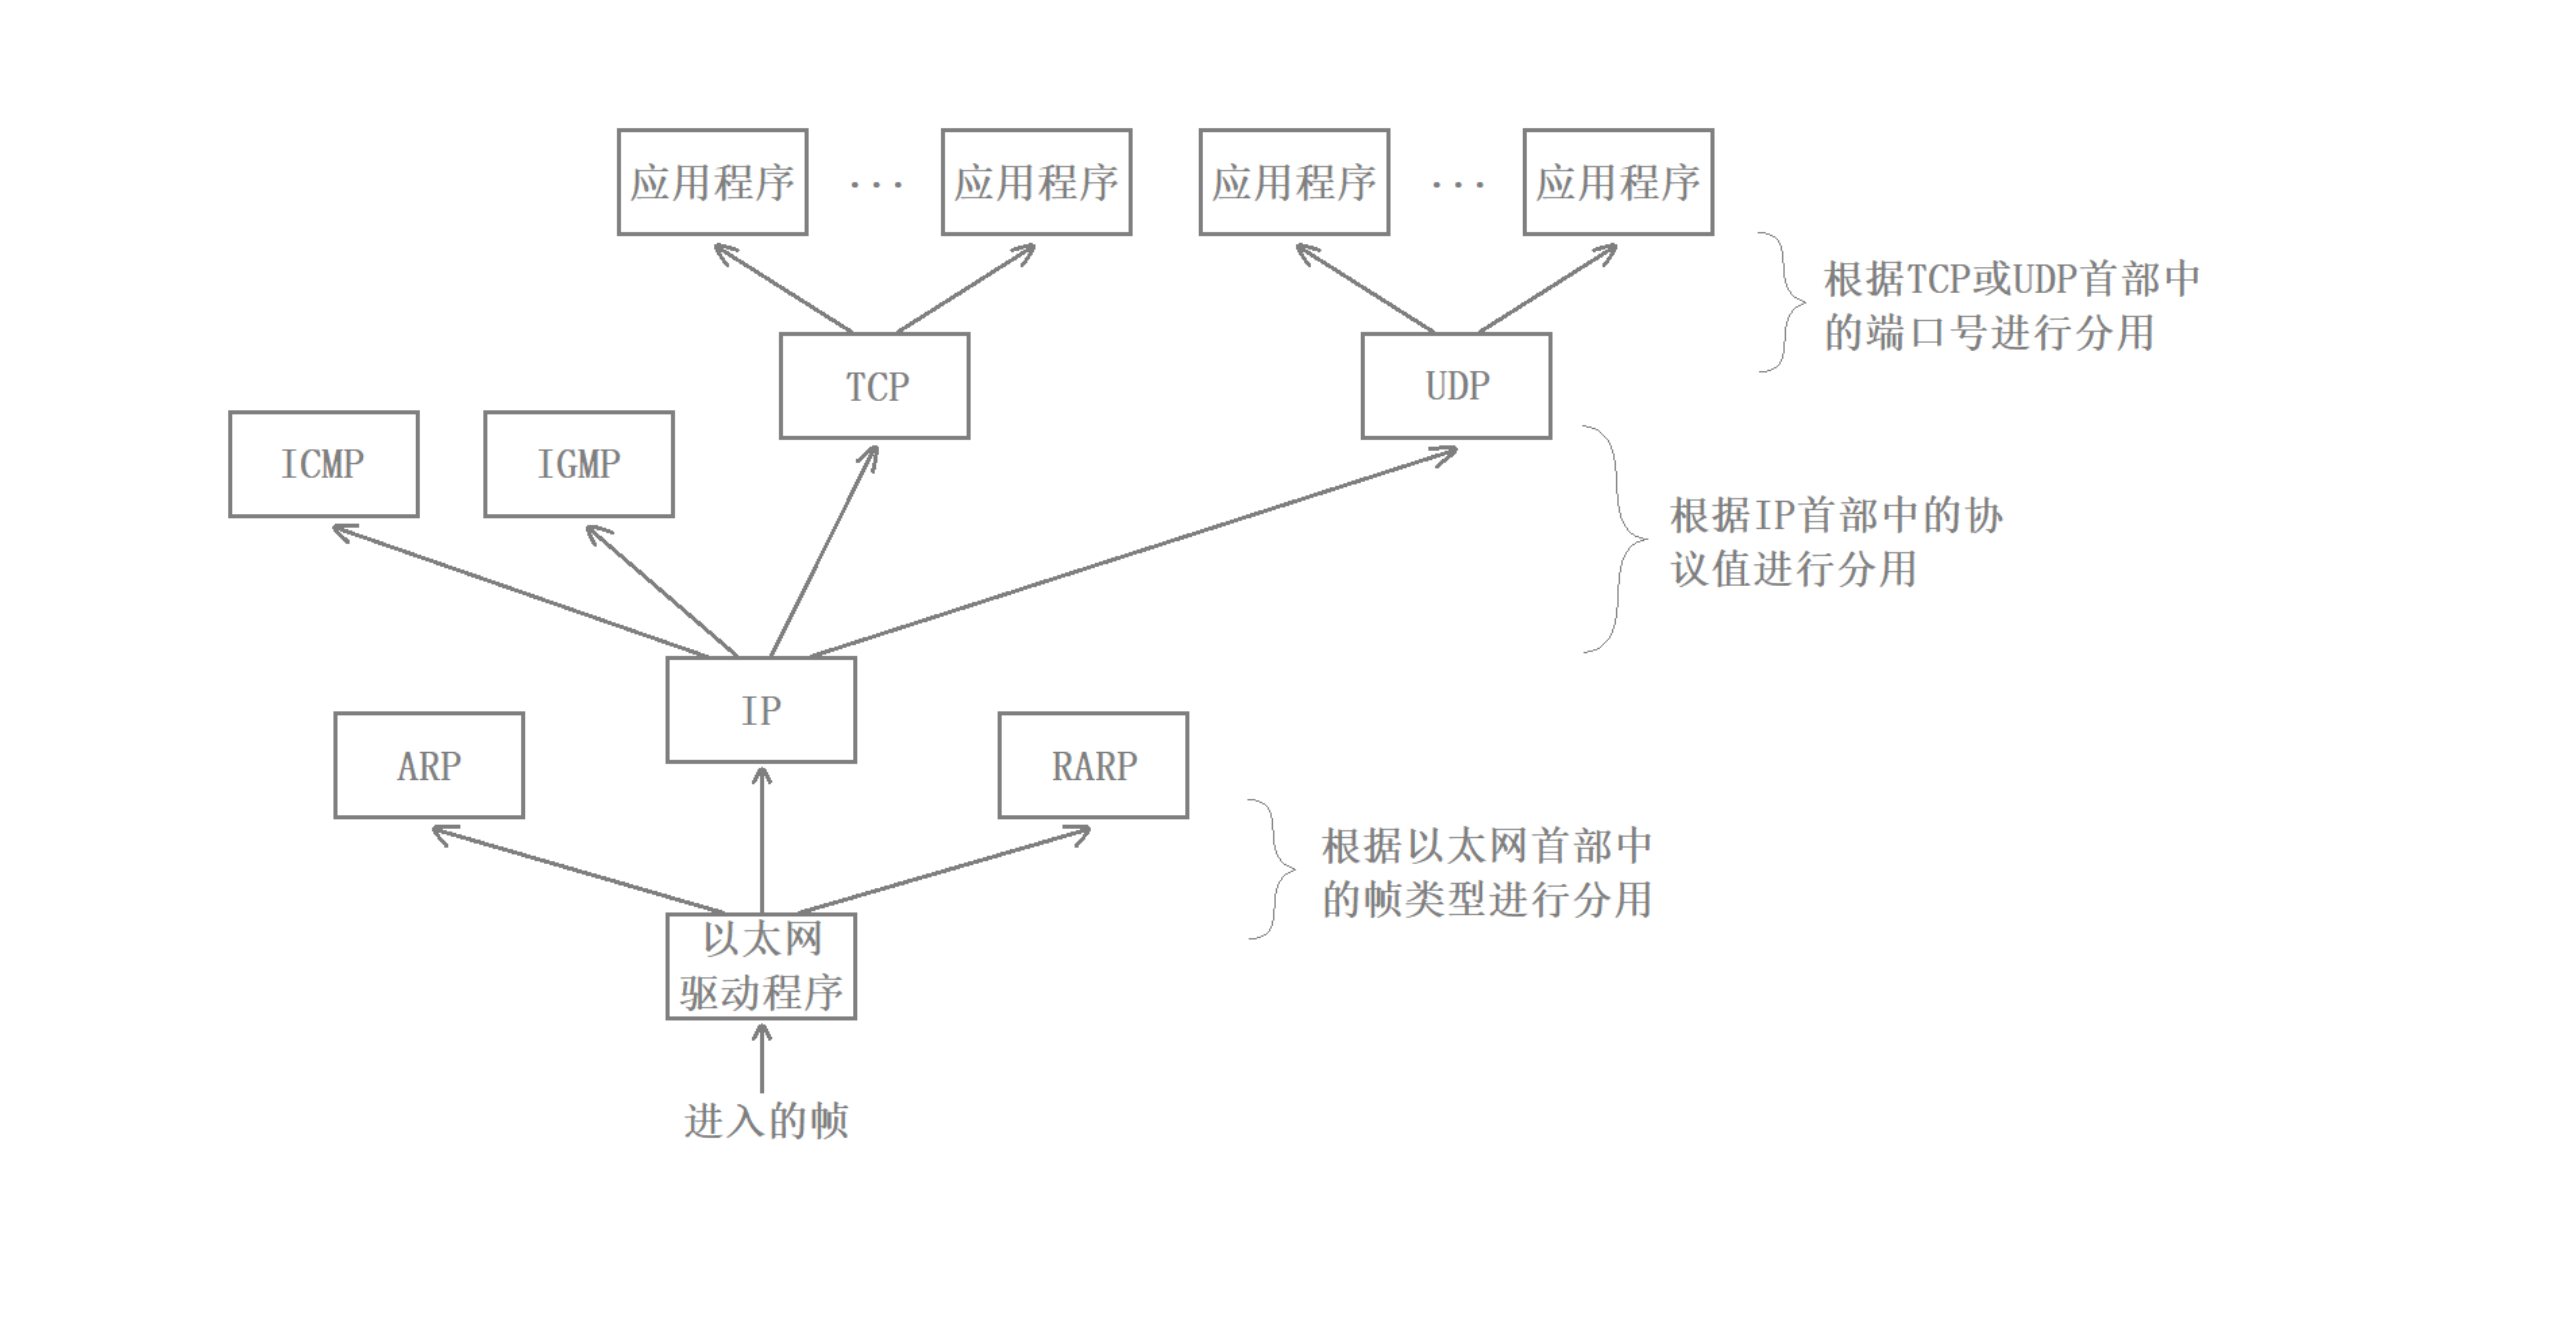 应用程序 ··· 应用程序 应用程序 ··· 应用程序
根据TCP或UDP首部中
的端口号进行分用
TCP UDP
ICMP IGMP
根据IP首部中的协
议值进行分用
IP
ARP RARP
根据以太网首部中
的帧类型进行分用
以太网
驱动程序
进入的帧